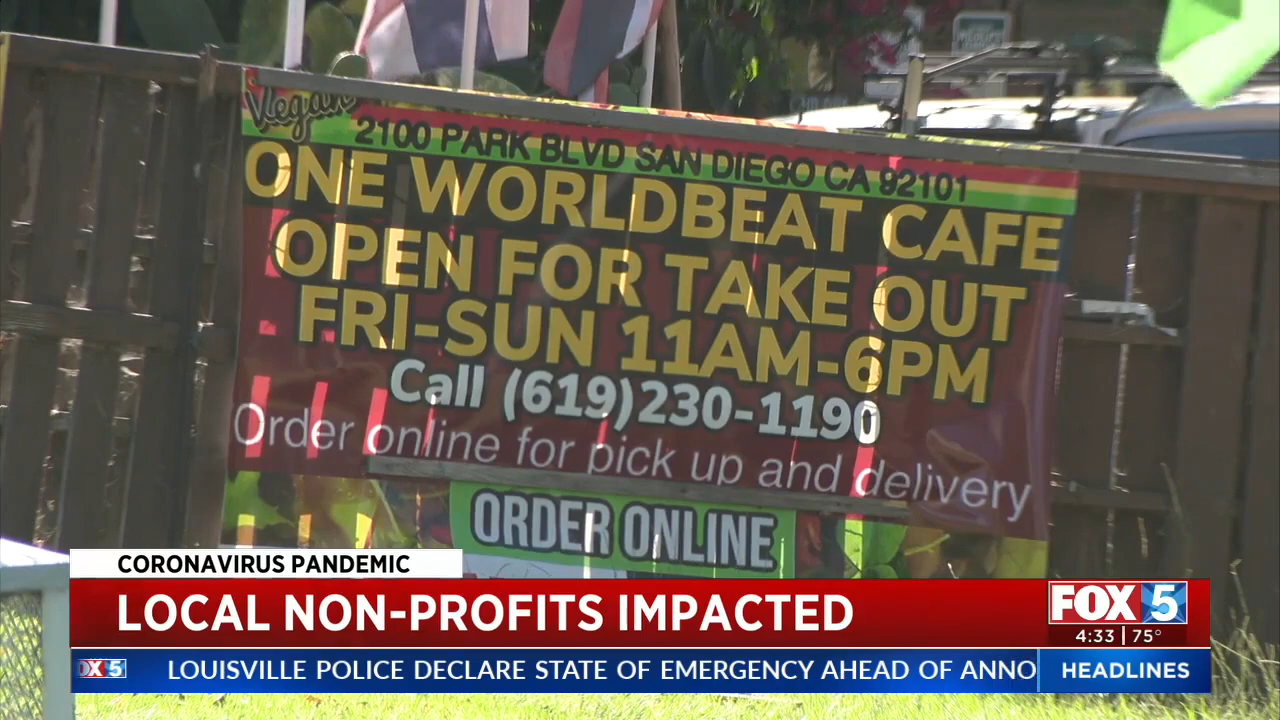 Vegan
2100 PARK BLVD SAN DIEGO CA 92101
ONE WORLDBEAT CAFE
OPEN FOR TAKE OUT
FRI-SUN 11AM-6PM
Call (619)230-1190
Order online for pick up and delivery
ORDER ONLINE
CORONAVIRUS PANDEMIC
LOCAL NON-PROFITS IMPACTED
FOX 5
4:33 | 75°
OX 5 LOUISVILLE POLICE DECLARE STATE OF EMERGENCY AHEAD OF ANNO
HEADLINES